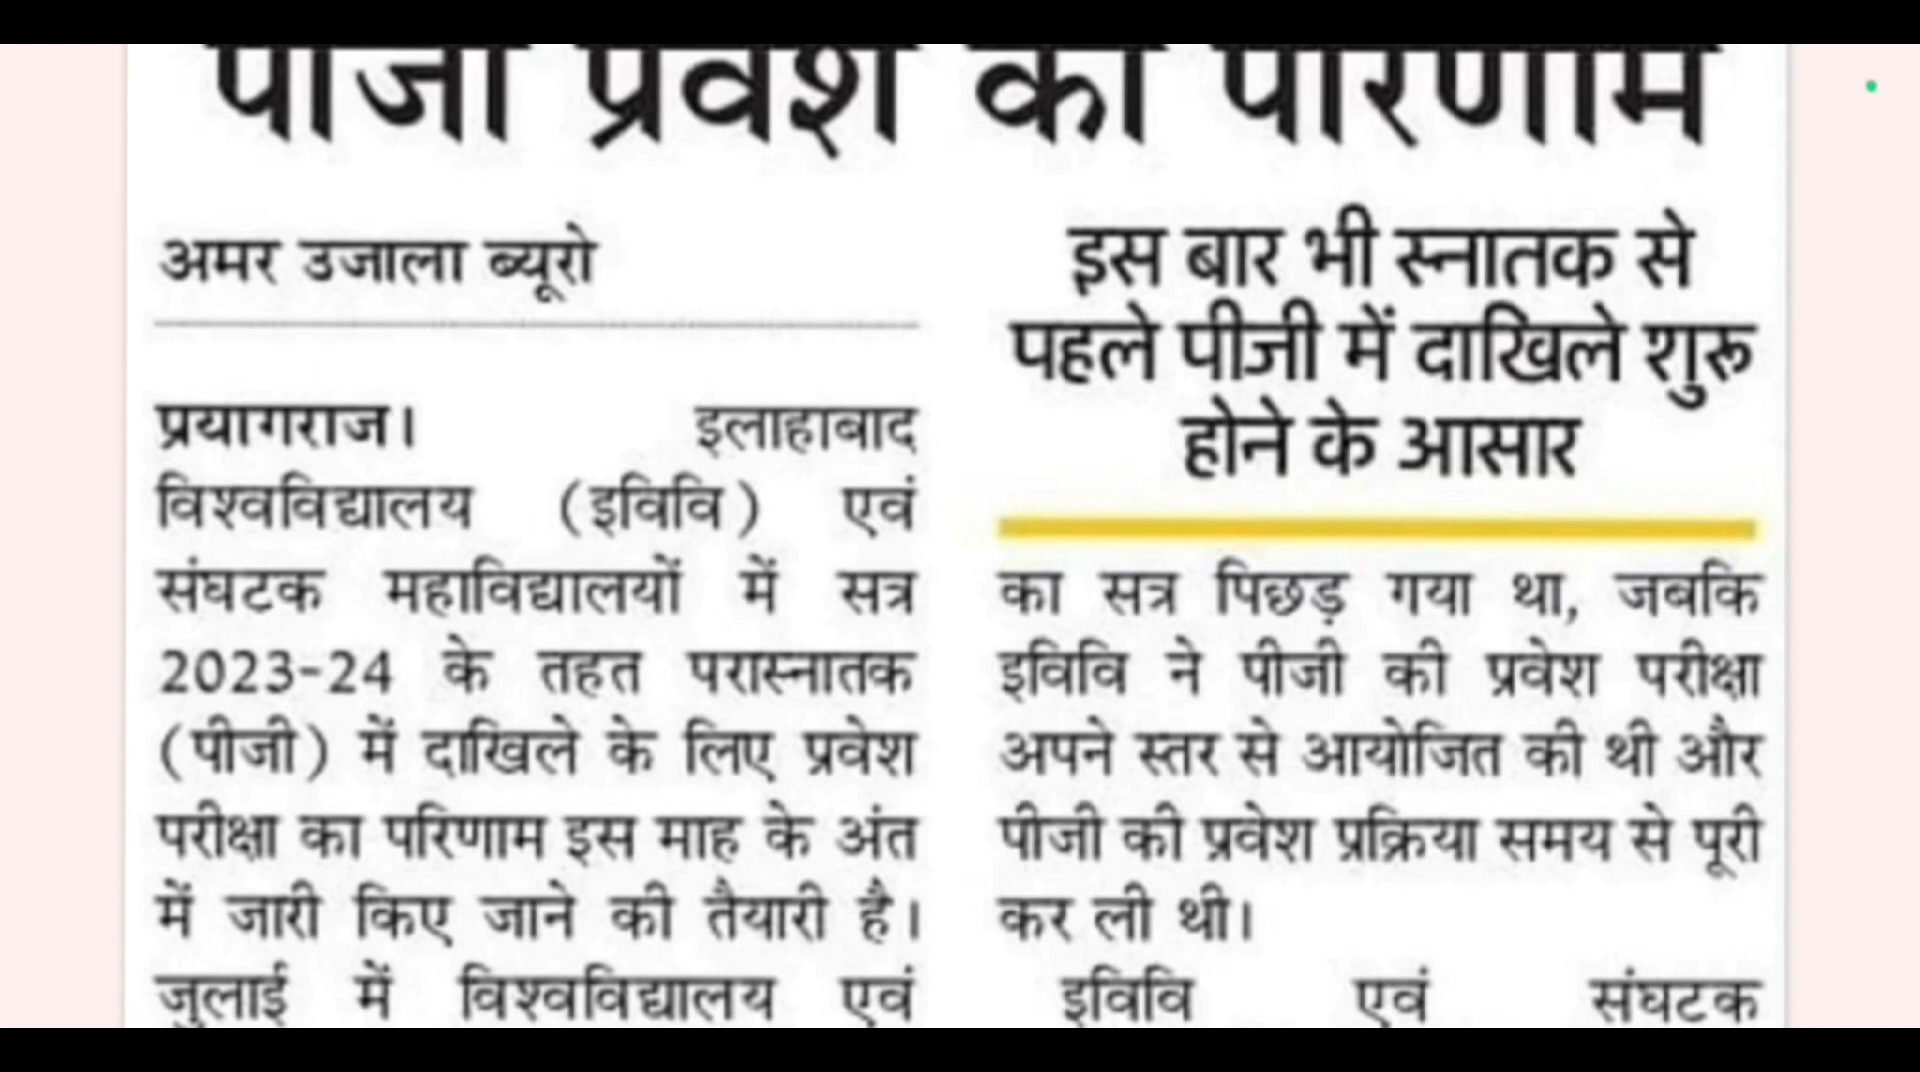 पीजी प्रवेश का परिणाम
अमर उजाला ब्यूरो
प्रयागराज। इलाहाबाद
विश्वविद्यालय (इविवि) एवं
संघटक महाविद्यालयों में सत्र
2023-24 के तहत परास्नातक
(पीजी) में दाखिले के लिए प्रवेश
परीक्षा का परिणाम इस माह के अंत
में जारी किए जाने की तैयारी है।
जुलाई में विश्वविद्यालय एवं
इस बार भी स्नातक से
पहले पीजी में दाखिले शुरू
होने के आसार
का सत्र पिछड़ गया था, जबकि
इविवि ने पीजी की प्रवेश परीक्षा
अपने स्तर से आयोजित की थी और
पीजी की प्रवेश प्रक्रिया समय से पूरी
कर ली थी।
इविवि एवं संघटक